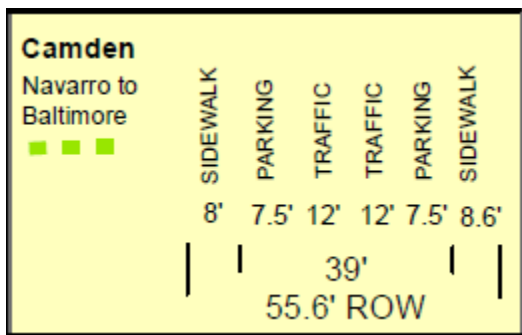 Camden
Navarro to
Baltimore
SIDEWALK PARKING TRAFFIC TRAFFIC PARKING SIDEWALK
8' 7.5' 12' 12' 7.5' 8.6'
39'
55.6' ROW